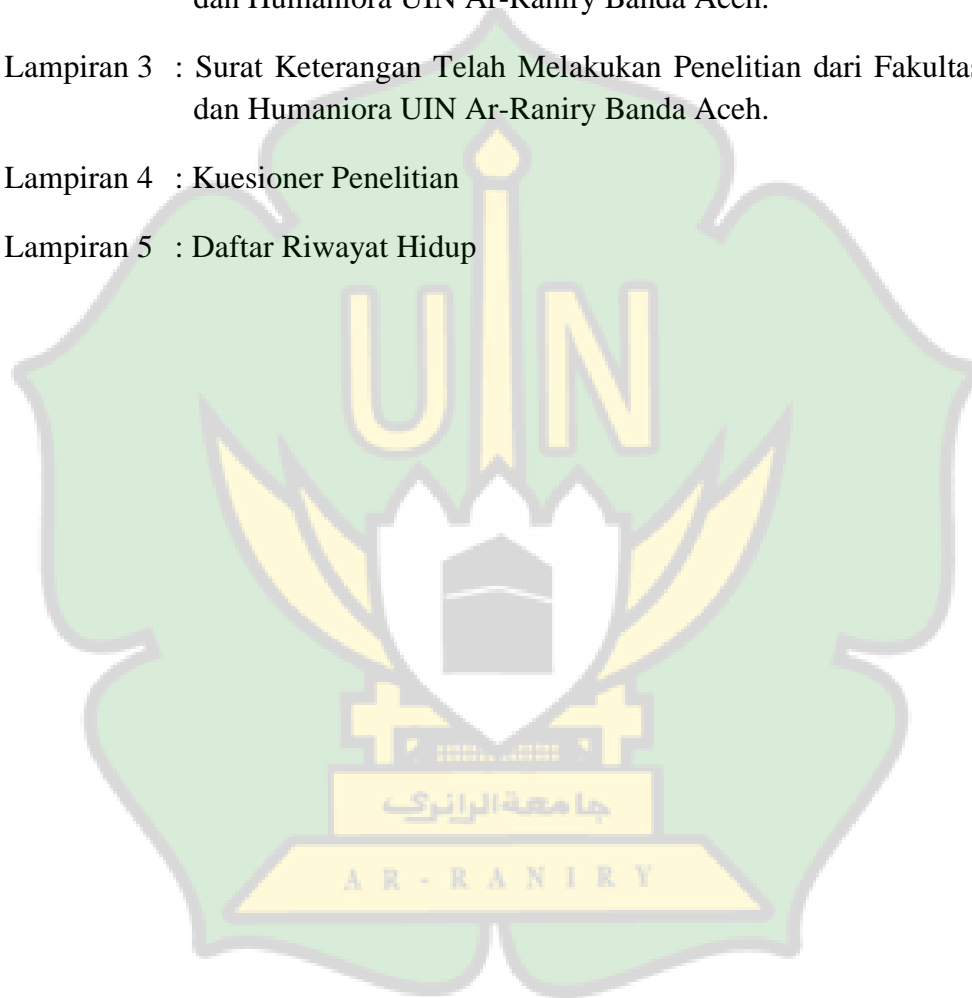 dan Humaniora UIN Ar-Raniry Banda Aceh.
Lampiran 3 : Surat Keterangan Telah Melakukan Penelitian dari Fakultas
dan Humaniora UIN Ar-Raniry Banda Aceh.
Lampiran 4 : Kuesioner Penelitian
Lampiran 5 : Daftar Riwayat Hidup
UIN
جامعة الرانري
AR-RANIRY